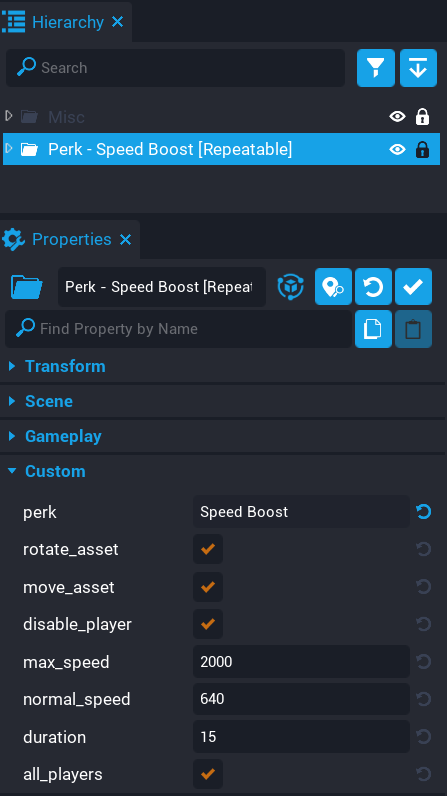 Hierarchy
Search
Misc
Perk - Speed Boost [Repeatable]
Properties
Perk - Speed Boost [Repeat
Find Property by Name
Transform
Scene
Gameplay
Custom
perk Speed Boost
rotate_asset
move_asset
disable_player
max_speed 2000
normal_speed 640
duration 15
all_players